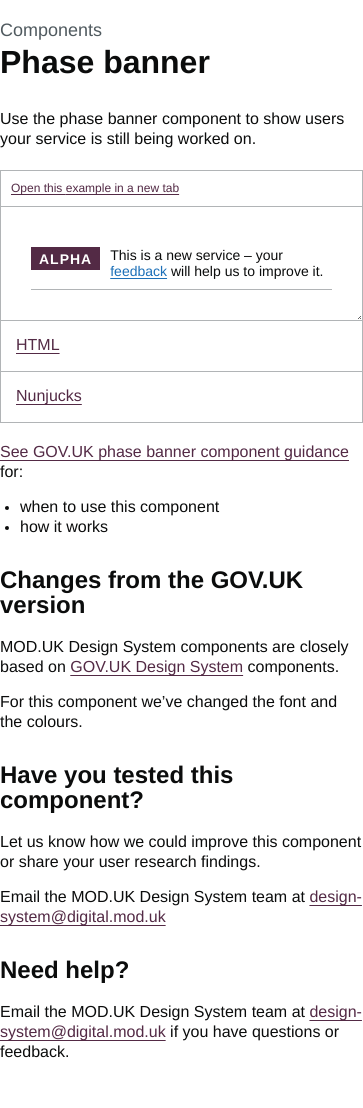 Components
Phase banner
Use the phase banner component to show users
your service is still being worked on.
Open this example in a new tab
ALPHA
This is a new service – your
feedback will help us to improve it.
HTML
Nunjucks
See GOV.UK phase banner component guidance
for:
• when to use this component
• how it works
Changes from the GOV.UK
version
MOD.UK Design System components are closely
based on GOV.UK Design System components.
For this component we’ve changed the font and
the colours.
Have you tested this
component?
Let us know how we could improve this component
or share your user research findings.
Email the MOD.UK Design System team at design-
system@digital.mod.uk
Need help?
Email the MOD.UK Design System team at design-
system@digital.mod.uk if you have questions or
feedback.